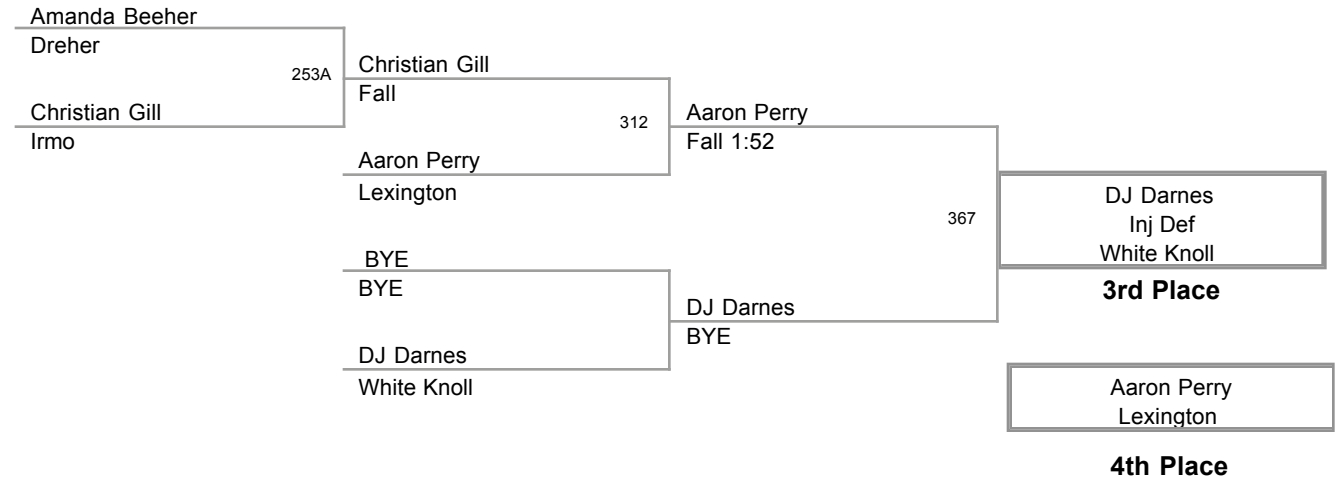 Amanda Beeher
Dreher
253A
Christian Gill
Irmo
Christian Gill
Fall
312
Aaron Perry
Lexington
BYE
BYE
DJ Darnes
White Knoll
Aaron Perry
Fall 1:52
367
DJ Darnes
BYE
DJ Darnes
Inj Def
White Knoll
3rd Place
Aaron Perry
Lexington
4th Place